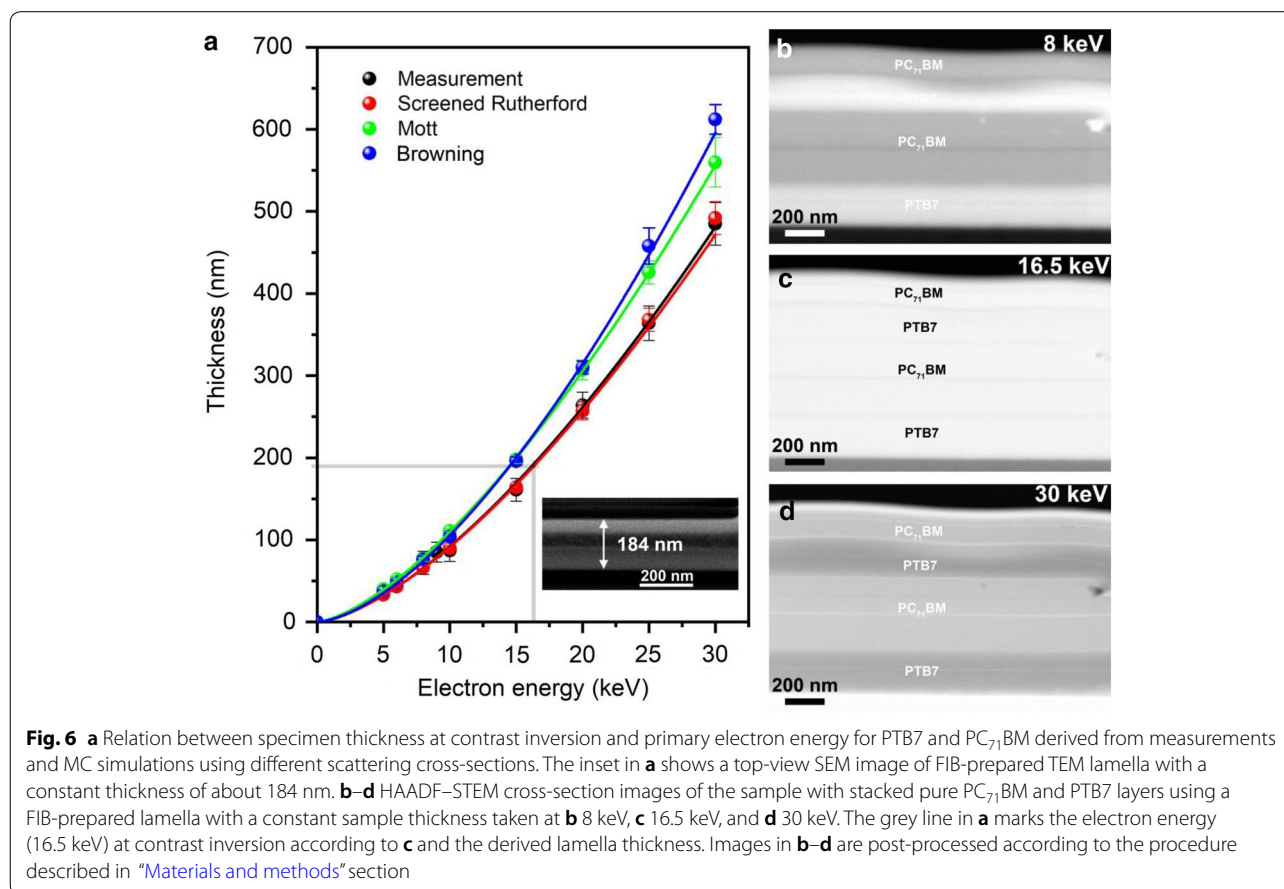 a
700
600
500
400
300
200
100
0
Thickness (nm)
Measurement
Screened Rutherford
Mott
Browning
184 nm
200 nm
0 5 10 15 20 25 30
Electron energy (keV)
b
8 keV
PC₇₁BM
PC₇₁BM
PTB7
200 nm
c
16.5 keV
PC₇₁BM
PTB7
PC₇₁BM
PTB7
200 nm
d
30 keV
PC₇₁BM
PTB7
PC₇₁BM
PTB7
200 nm
Fig. 6 a Relation between specimen thickness at contrast inversion and primary electron energy for PTB7 and PC₇₁BM derived from measurements
and MC simulations using different scattering cross-sections. The inset in a shows a top-view SEM image of FIB-prepared TEM lamella with a
constant thickness of about 184 nm. b–d HAADF–STEM cross-section images of the sample with stacked pure PC₇₁BM and PTB7 layers using a
FIB-prepared lamella with a constant sample thickness taken at b 8 keV, c 16.5 keV, and d 30 keV. The grey line in a marks the electron energy
(16.5 keV) at contrast inversion according to c and the derived lamella thickness. Images in b–d are post-processed according to the procedure
described in "Materials and methods" section